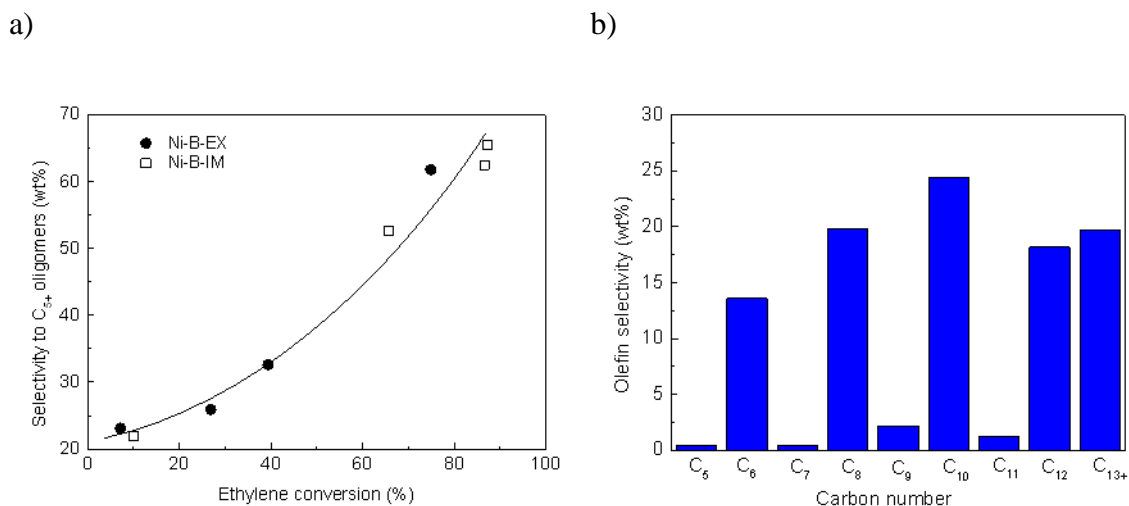 a)
b)
Selectivity to C5+ oligomers (wt%)
70
60
50
40
30
20
Ni-B-EX
Ni-B-IM
0
20
40
60
80
100
Ethylene conversion (%)
Olefin selectivity (wt%)
30
25
20
15
10
5
0
C5
C6
C7
C8
C9
C10
C11
C12
C13+
Carbon number